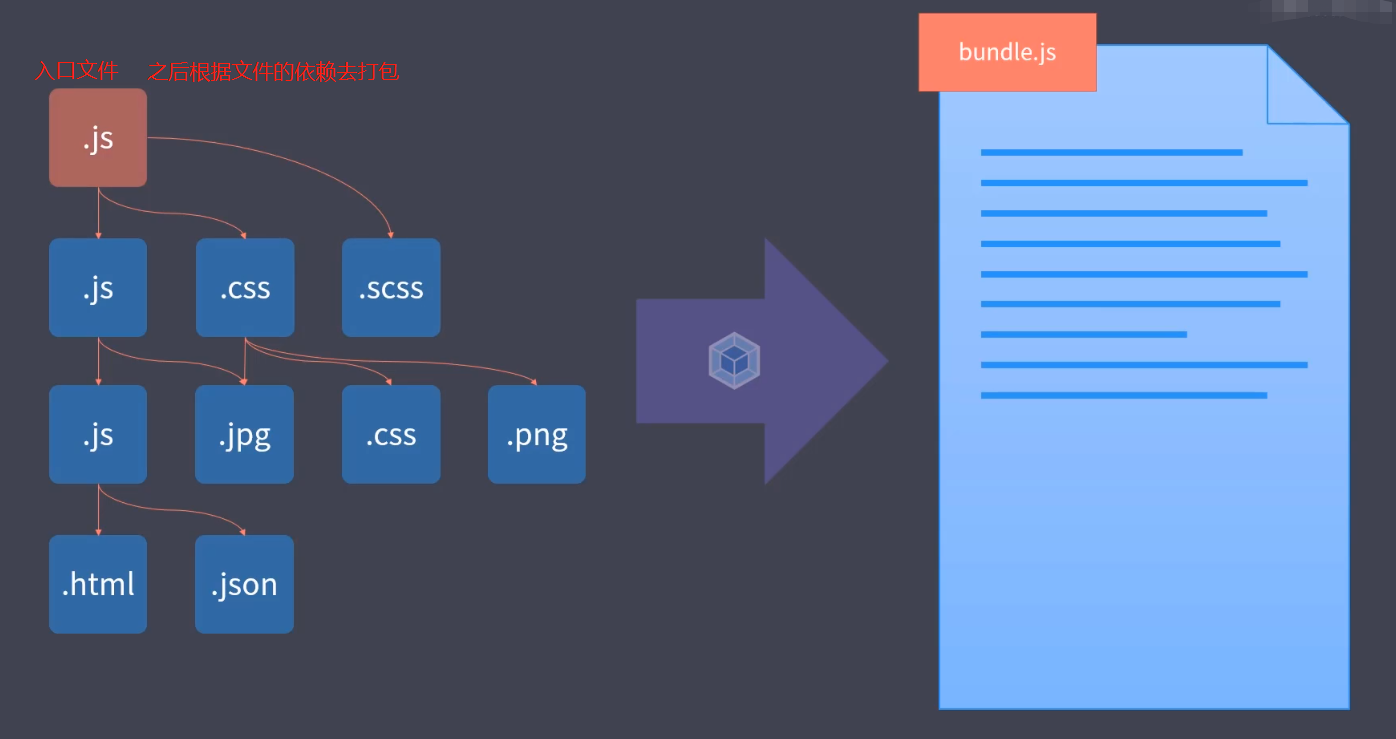 入口文件 之后根据文件的依赖去打包
bundle.js
.js
.js
.css
.scss
.js
.jpg
.css
.png
.html
.json